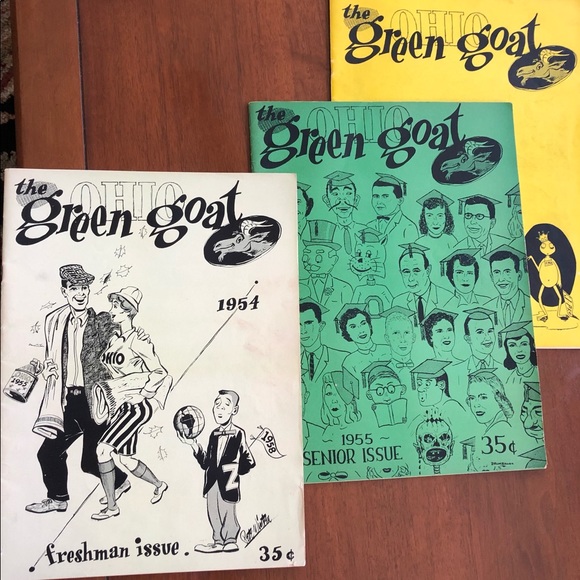 the OHIO
green goat
the OHIO
green goat
the OHIO
green goat
1954
OHIO
1955
1958
Z
freshman issue.
35¢
1955
SENIOR ISSUE
35¢